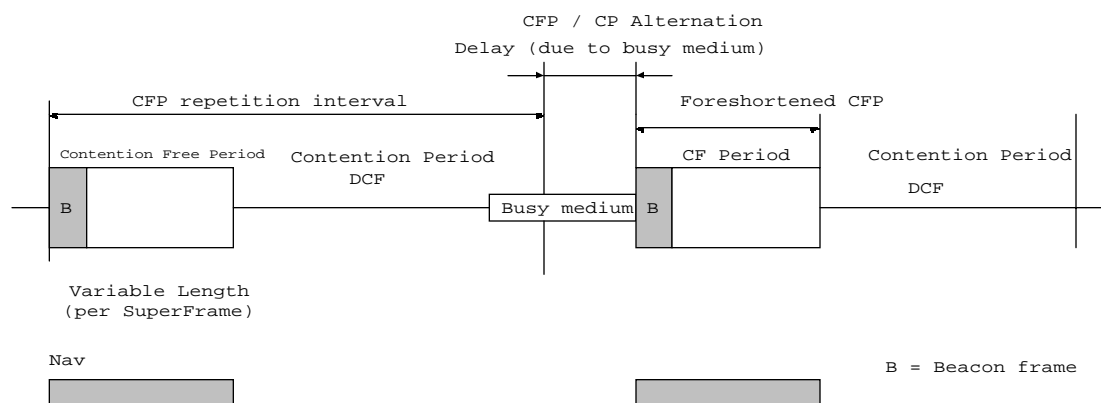 CFP / CP Alternation
Delay (due to busy medium)
CFP repetition interval
Foreshortened CFP
Contention Free Period
Contention Period
DCF
CF Period
Contention Period
DCF
B
Busy medium
B
Variable Length
(per SuperFrame)
Nav
B = Beacon frame